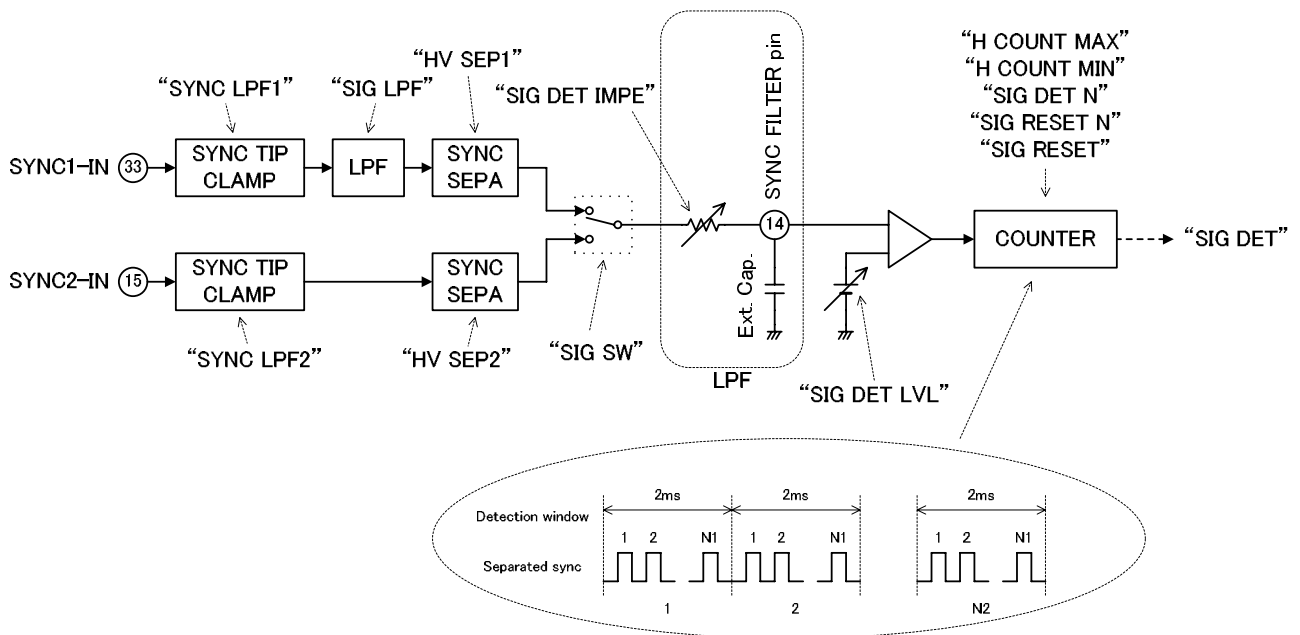 “H COUNT MAX”
“H COUNT MIN”
“SIG DET N”
“SIG RESET N”
“SIG RESET”
“HV SEP1”
“SYNC LPF1”
“SIG LPF”
“SIG DET IMPE”
SYNC FILTER pin
SYNC1-IN
33
SYNC TIP
CLAMP
LPF
SYNC
SEPA
14
COUNTER
“SIG DET”
SYNC2-IN
15
SYNC TIP
CLAMP
SYNC
SEPA
Ext. Cap.
“SYNC LPF2”
“HV SEP2”
“SIG SW”
LPF
“SIG DET LVL”
2ms 2ms 2ms
Detection window
1 2 N1 1 2 N1 1 2 N1
Separated sync
1 2 N2